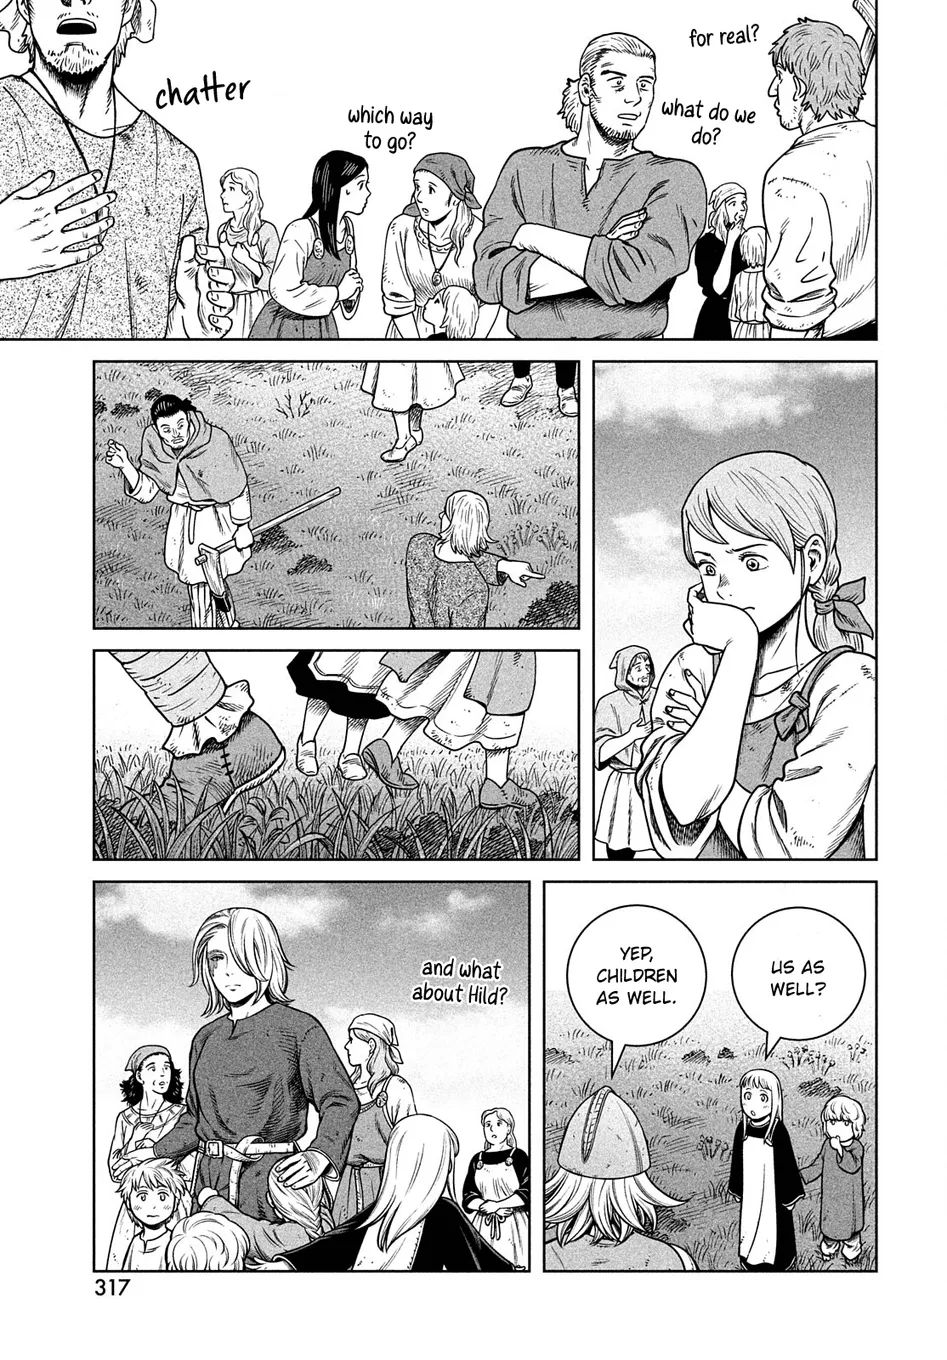 for real?
what do we
do?
which way
to go?
chatter
US AS
WELL?
YEP,
CHILDREN
AS WELL.
and what
about Hild?
317